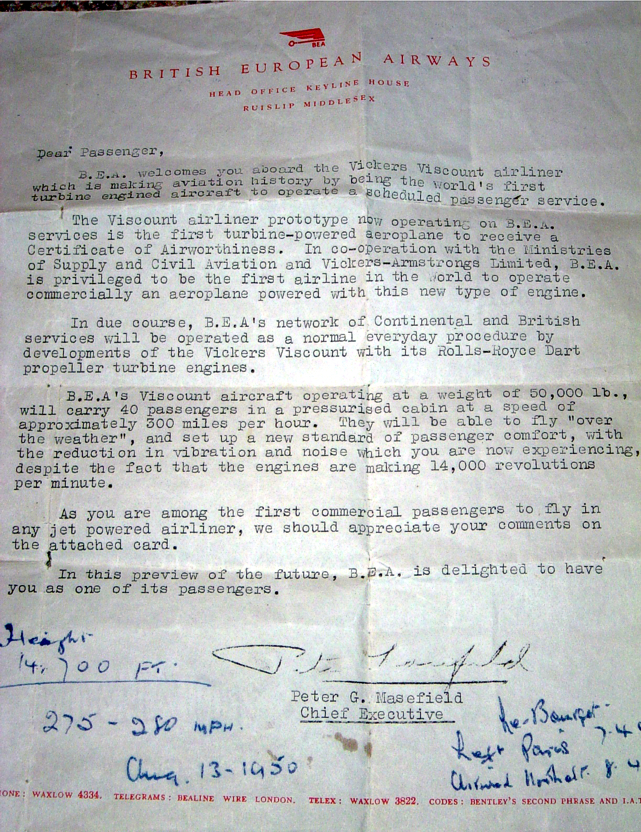 BEA
BRITISH EUROPEAN AIRWAYS
HEAD OFFICE KEYLINE HOUSE
RUISLIP MIDDLESEX
Dear Passenger,
B.E.A. welcomes you aboard the Vickers Viscount airliner
which is making aviation history by being the world's first
turbine engined aircraft to operate a scheduled passenger service.
The Viscount airliner prototype now operating on B.E.A.
services is the first turbine-powered aeroplane to receive a
Certificate of Airworthiness. In co-operation with the Ministries
of Supply and Civil Aviation and Vickers-Armstrongs Limited, B.E.A.
is privileged to be the first airline in the world to operate
commercially an aeroplane powered with this new type of engine.
In due course, B.E.A's network of Continental and British
services will be operated as a normal everyday procedure by
developments of the Vickers Viscount with its Rolls-Royce Dart
propeller turbine engines.
B.E.A's Viscount aircraft operating at a weight of 50,000 lb.,
will carry 40 passengers in a pressurised cabin at a speed of
approximately 300 miles per hour. They will be able to fly "over
the weather", and set up a new standard of passenger comfort, with
the reduction in vibration and noise which you are now experiencing,
despite the fact that the engines are making 14,000 revolutions
per minute.
As you are among the first commercial passengers to fly in
any jet powered airliner, we should appreciate your comments on
the attached card.
In this preview of the future, B.E.A. is delighted to have
you as one of its passengers.
Height
14,700 FT.
Peter Masefield
Peter G. Masefield
Chief Executive
275-280 MPH.
Aug. 13-1950
Le-Bourget-
Left Paris 7-4
Arrived Northolt. 8-4
ONE: WAXLOW 4334. TELEGRAMS: BEALINE WIRE LONDON. TELEX: WAXLOW 3822. CODES: BENTLEY'S SECOND PHRASE AND I.A.T